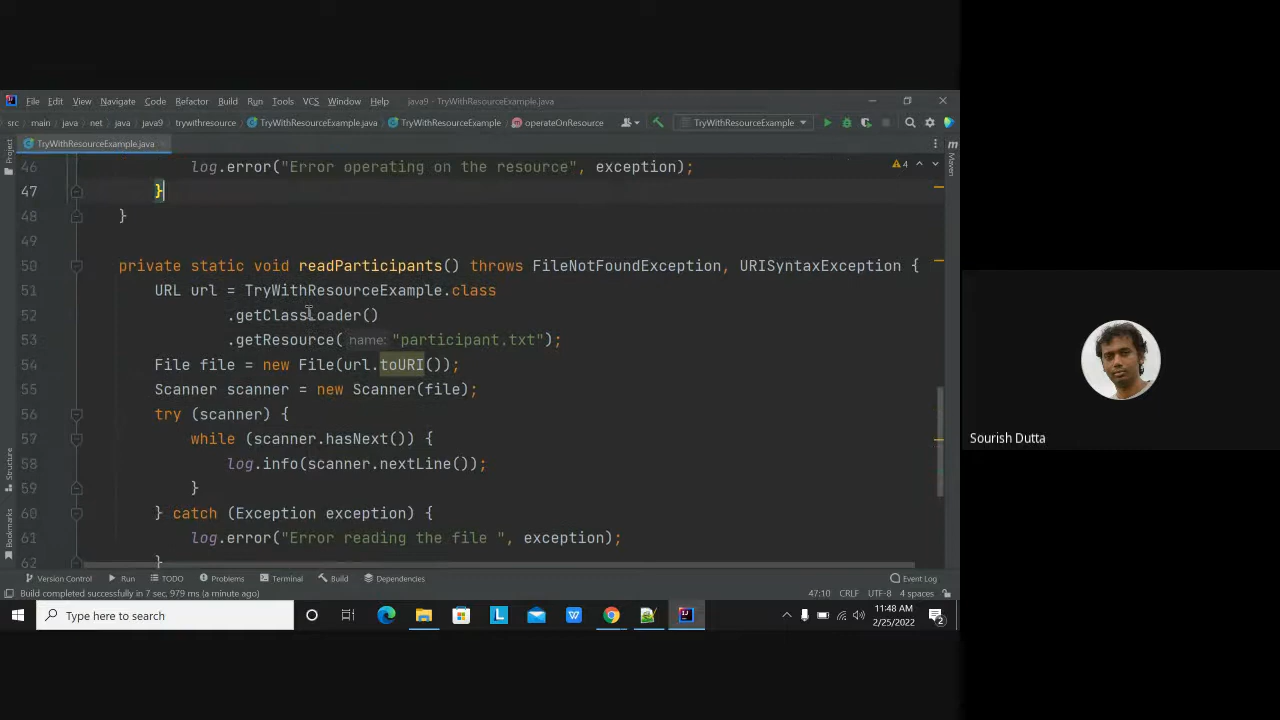 File Edit View Navigate Code Refactor Build Run Tools VCS Window Help java9 - TryWithResourceExample.java
src main java net java java9 trywithresource TryWithResourceExample.java TryWithResourceExample operateOnResource TryWithResourceExample
TryWithResourceExample.java
Project
Structure
Bookmarks
Maven
4
46 log.error("Error operating on the resource", exception);
47 }
48 }
49
50 private static void readParticipants() throws FileNotFoundException, URISyntaxException {
51 URL url = TryWithResourceExample.class
52 .getClassLoader()
53 .getResource( name: "participant.txt");
54 File file = new File(url.toURI());
55 Scanner scanner = new Scanner(file);
56 try (scanner) {
57 while (scanner.hasNext()) {
58 log.info(scanner.nextLine());
59 }
60 } catch (Exception exception) {
61 log.error("Error reading the file ", exception);
62 }
Version Control Run TODO Problems Terminal Build Dependencies Event Log
Build completed successfully in 7 sec, 979 ms (a minute ago) 47:10 CRLF UTF-8 4 spaces
Type here to search
11:48 AM
2/25/2022
2
Sourish Dutta